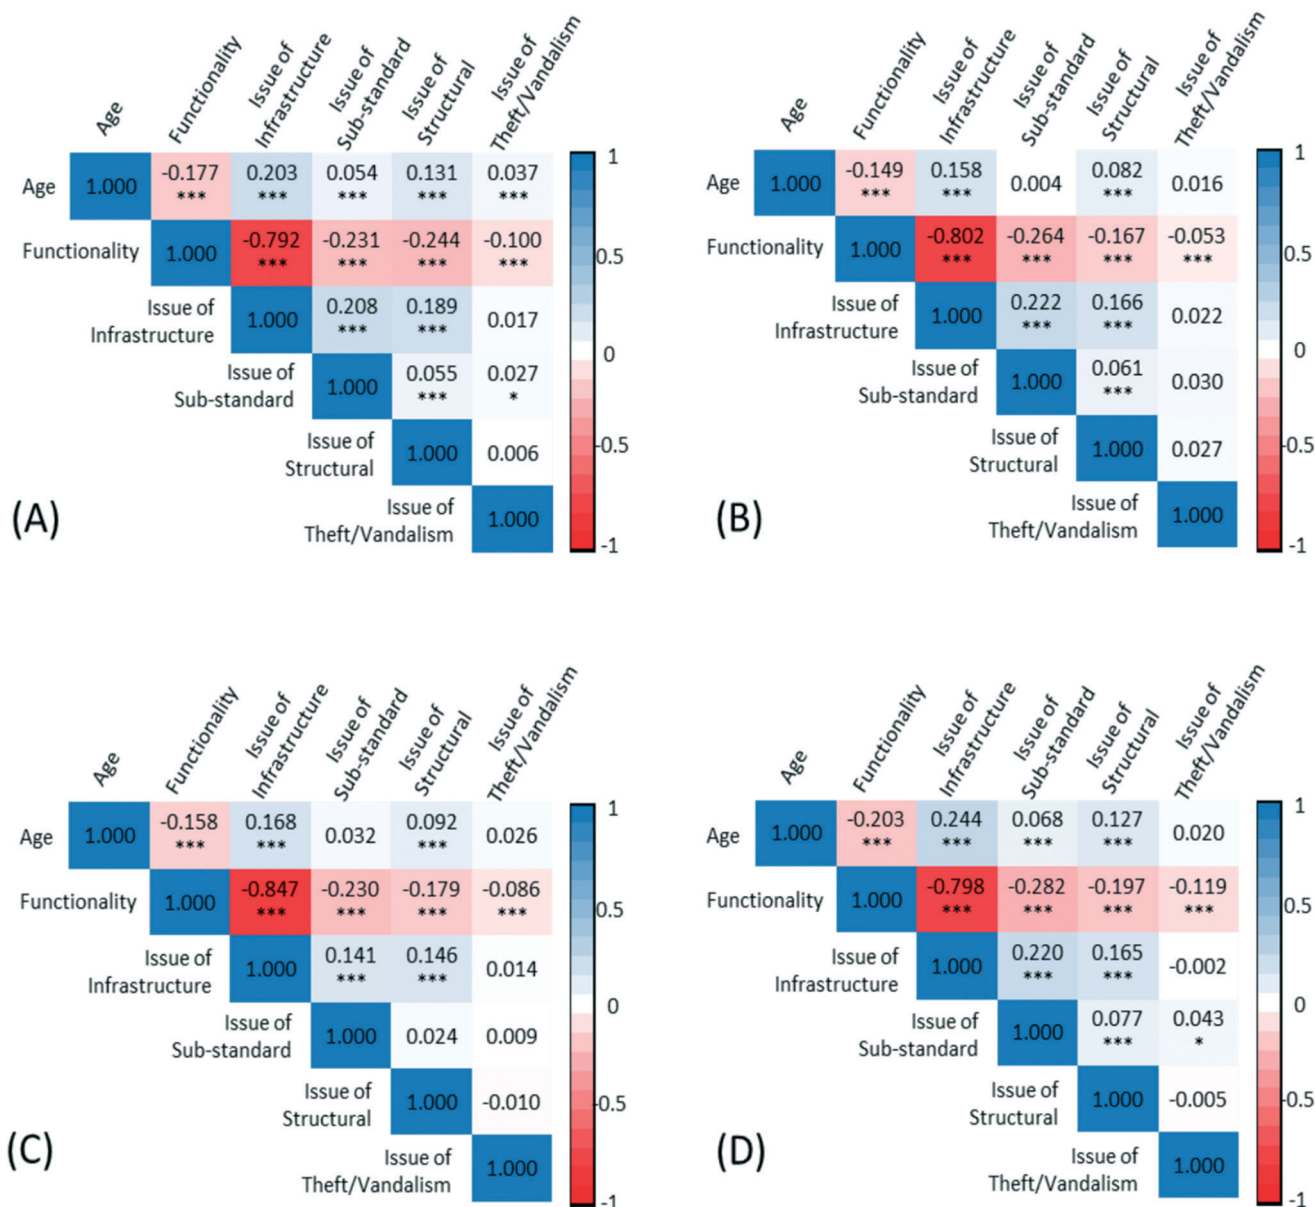 Age
Functionality
Issue of
Infrastructure
Issue of
Sub-standard
Issue of
Structural
Issue of
Theft/Vandalism
Age
1.000
-0.177
***
0.203
***
0.054
***
0.131
***
0.037
***
Functionality
1.000
-0.792
***
-0.231
***
-0.244
***
-0.100
***
Issue of
Infrastructure
1.000
0.208
***
0.189
***
0.017
Issue of
Sub-standard
1.000
0.055
***
0.027
*
Issue of
Structural
1.000
0.006
Issue of
Theft/Vandalism
1.000
1
0.5
0
-0.5
-1
(A)
Age
Functionality
Issue of
Infrastructure
Issue of
Sub-standard
Issue of
Structural
Issue of
Theft/Vandalism
Age
1.000
-0.149
***
0.158
***
0.004
0.082
***
0.016
Functionality
1.000
-0.802
***
-0.264
***
-0.167
***
-0.053
***
Issue of
Infrastructure
1.000
0.222
***
0.166
***
0.022
Issue of
Sub-standard
1.000
0.061
***
0.030
Issue of
Structural
1.000
0.027
Issue of
Theft/Vandalism
1.000
1
0.5
0
-0.5
-1
(B)
Age
Functionality
Issue of
Infrastructure
Issue of
Sub-standard
Issue of
Structural
Issue of
Theft/Vandalism
Age
1.000
-0.158
***
0.168
***
0.032
0.092
***
0.026
Functionality
1.000
-0.847
***
-0.230
***
-0.179
***
-0.086
***
Issue of
Infrastructure
1.000
0.141
***
0.146
***
0.014
Issue of
Sub-standard
1.000
0.024
0.009
Issue of
Structural
1.000
-0.010
Issue of
Theft/Vandalism
1.000
1
0.5
0
-0.5
-1
(C)
Age
Functionality
Issue of
Infrastructure
Issue of
Sub-standard
Issue of
Structural
Issue of
Theft/Vandalism
Age
1.000
-0.203
***
0.244
***
0.068
***
0.127
***
0.020
Functionality
1.000
-0.798
***
-0.282
***
-0.197
***
-0.119
***
Issue of
Infrastructure
1.000
0.220
***
0.165
***
-0.002
Issue of
Sub-standard
1.000
0.077
***
0.043
*
Issue of
Structural
1.000
-0.005
Issue of
Theft/Vandalism
1.000
1
0.5
0
-0.5
-1
(D)